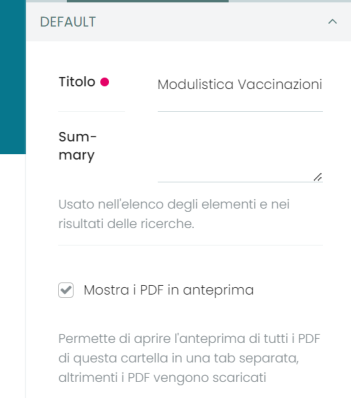 DEFAULT
Titolo
Modulistica Vaccinazioni
Sum-
mary
Usato nell'elenco degli elementi e nei
risultati delle ricerche.
Mostra i PDF in anteprima
Permette di aprire l'anteprima di tutti i PDF
di questa cartella in una tab separata,
altrimenti i PDF vengono scaricati